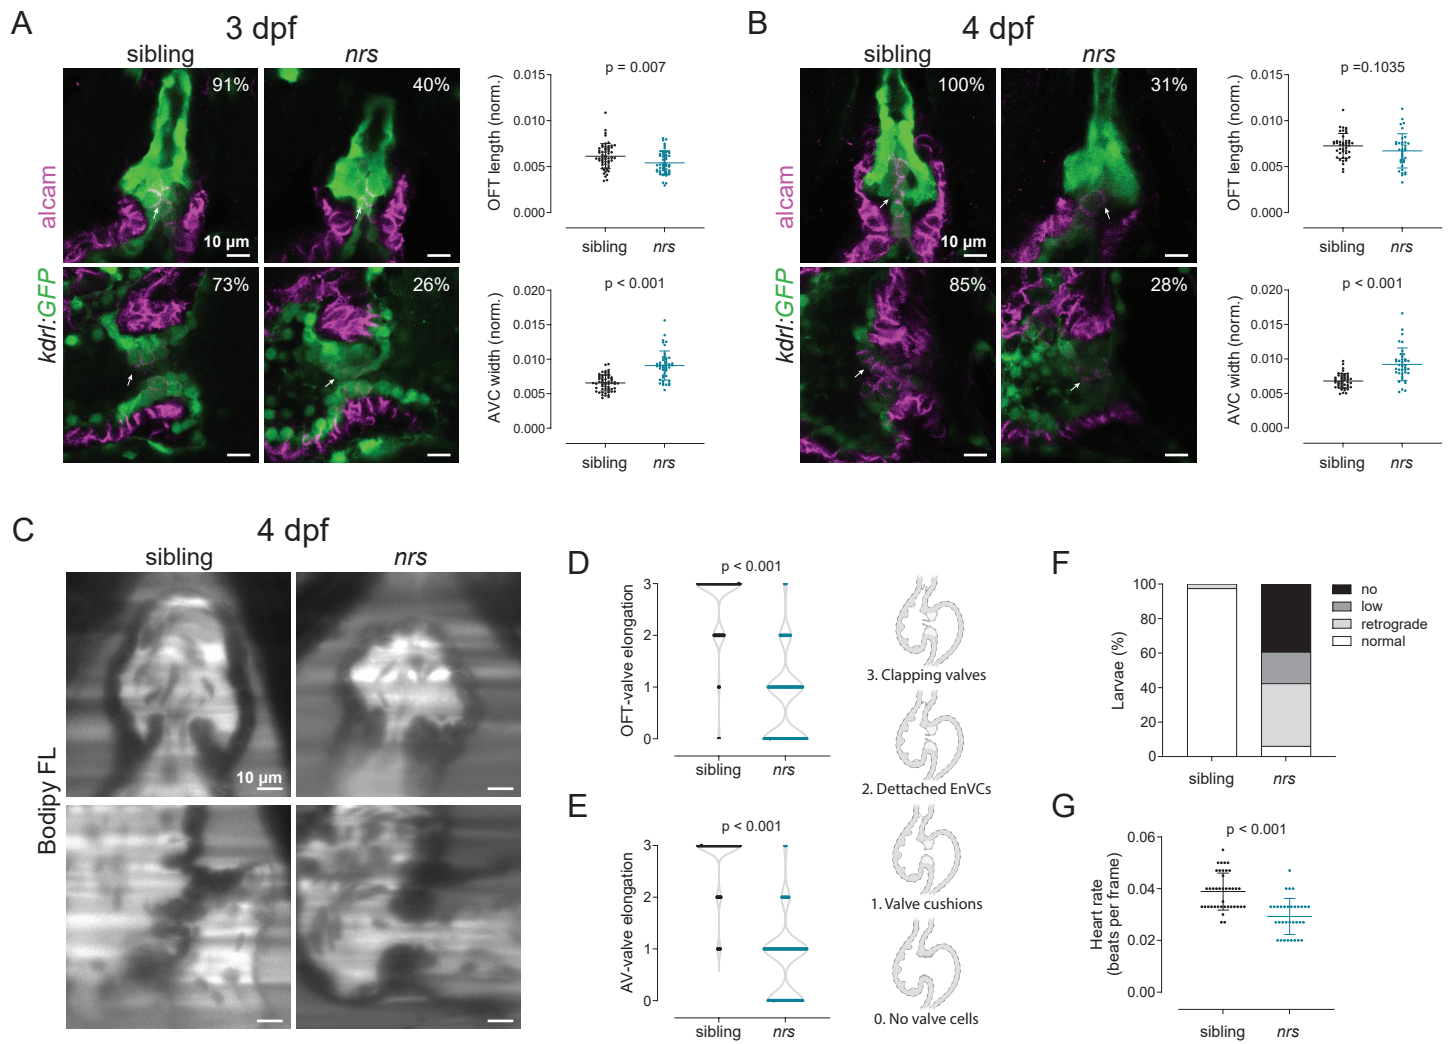 A
3 dpf
sibling
nrs
91%
40%
alcam
10 µm
73%
26%
kdrl:GFP
p = 0.007
OFT length (norm.)
0.015
0.010
0.005
0.000
sibling
nrs
p < 0.001
AVC width (norm.)
0.020
0.015
0.010
0.005
0.000
sibling
nrs
B
4 dpf
sibling
nrs
100%
31%
alcam
10 µm
85%
28%
kdrl:GFP
p =0.1035
OFT length (norm.)
0.015
0.010
0.005
0.000
sibling
nrs
p < 0.001
AVC width (norm.)
0.020
0.015
0.010
0.005
0.000
sibling
nrs
C
4 dpf
sibling
nrs
Bodipy FL
10 µm
D
p < 0.001
OFT-valve elongation
3
2
1
0
sibling
nrs
E
p < 0.001
AV-valve elongation
3
2
1
0
sibling
nrs
3. Clapping valves
2. Dettached EnVCs
1. Valve cushions
0. No valve cells
F
Larvae (%)
100
80
60
40
20
0
sibling
nrs
no
low
retrograde
normal
G
p < 0.001
Heart rate
(beats per frame)
0.06
0.04
0.02
0.00
sibling
nrs